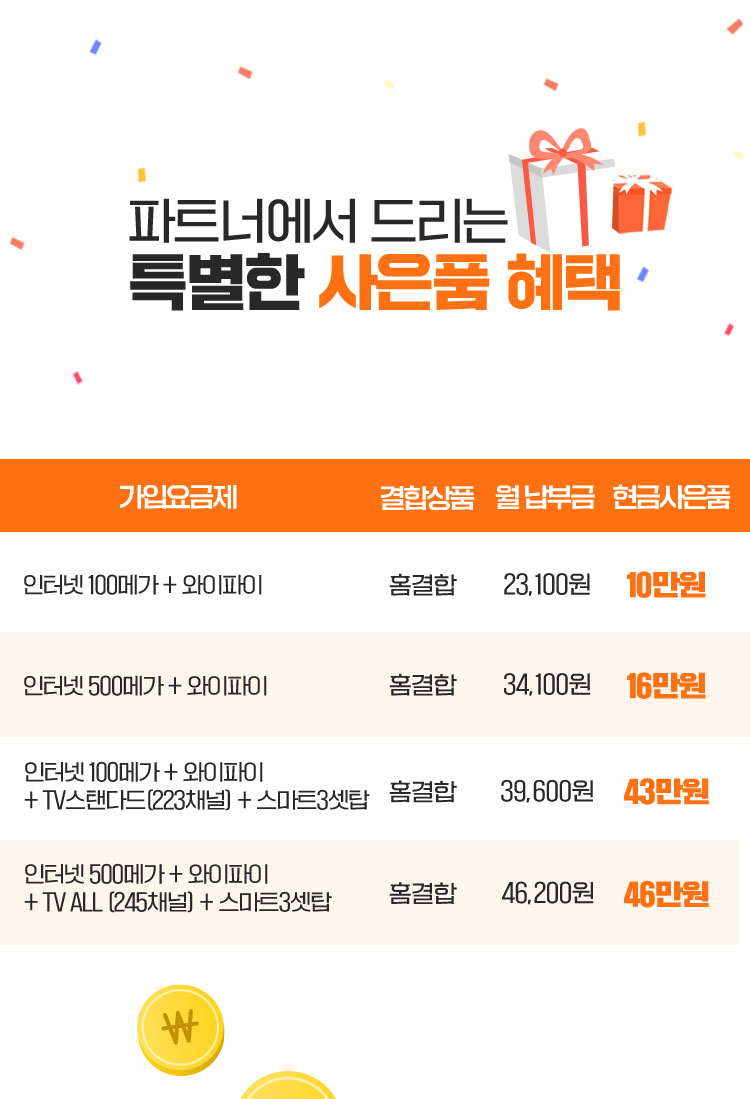 파트너에서 드리는
특별한 사은품 혜택
가입요금제 결합상품 월 납부금 현금사은품
인터넷 100메가 + 와이파이 홈결합 23,100원 10만원
인터넷 500메가 + 와이파이 홈결합 34,100원 16만원
인터넷 100메가 + 와이파이
+ TV스탠다드(223채널) + 스마트3셋탑 홈결합 39,600원 43만원
인터넷 500메가 + 와이파이
+ TV ALL (245채널) + 스마트3셋탑 홈결합 46,200원 46만원
₩